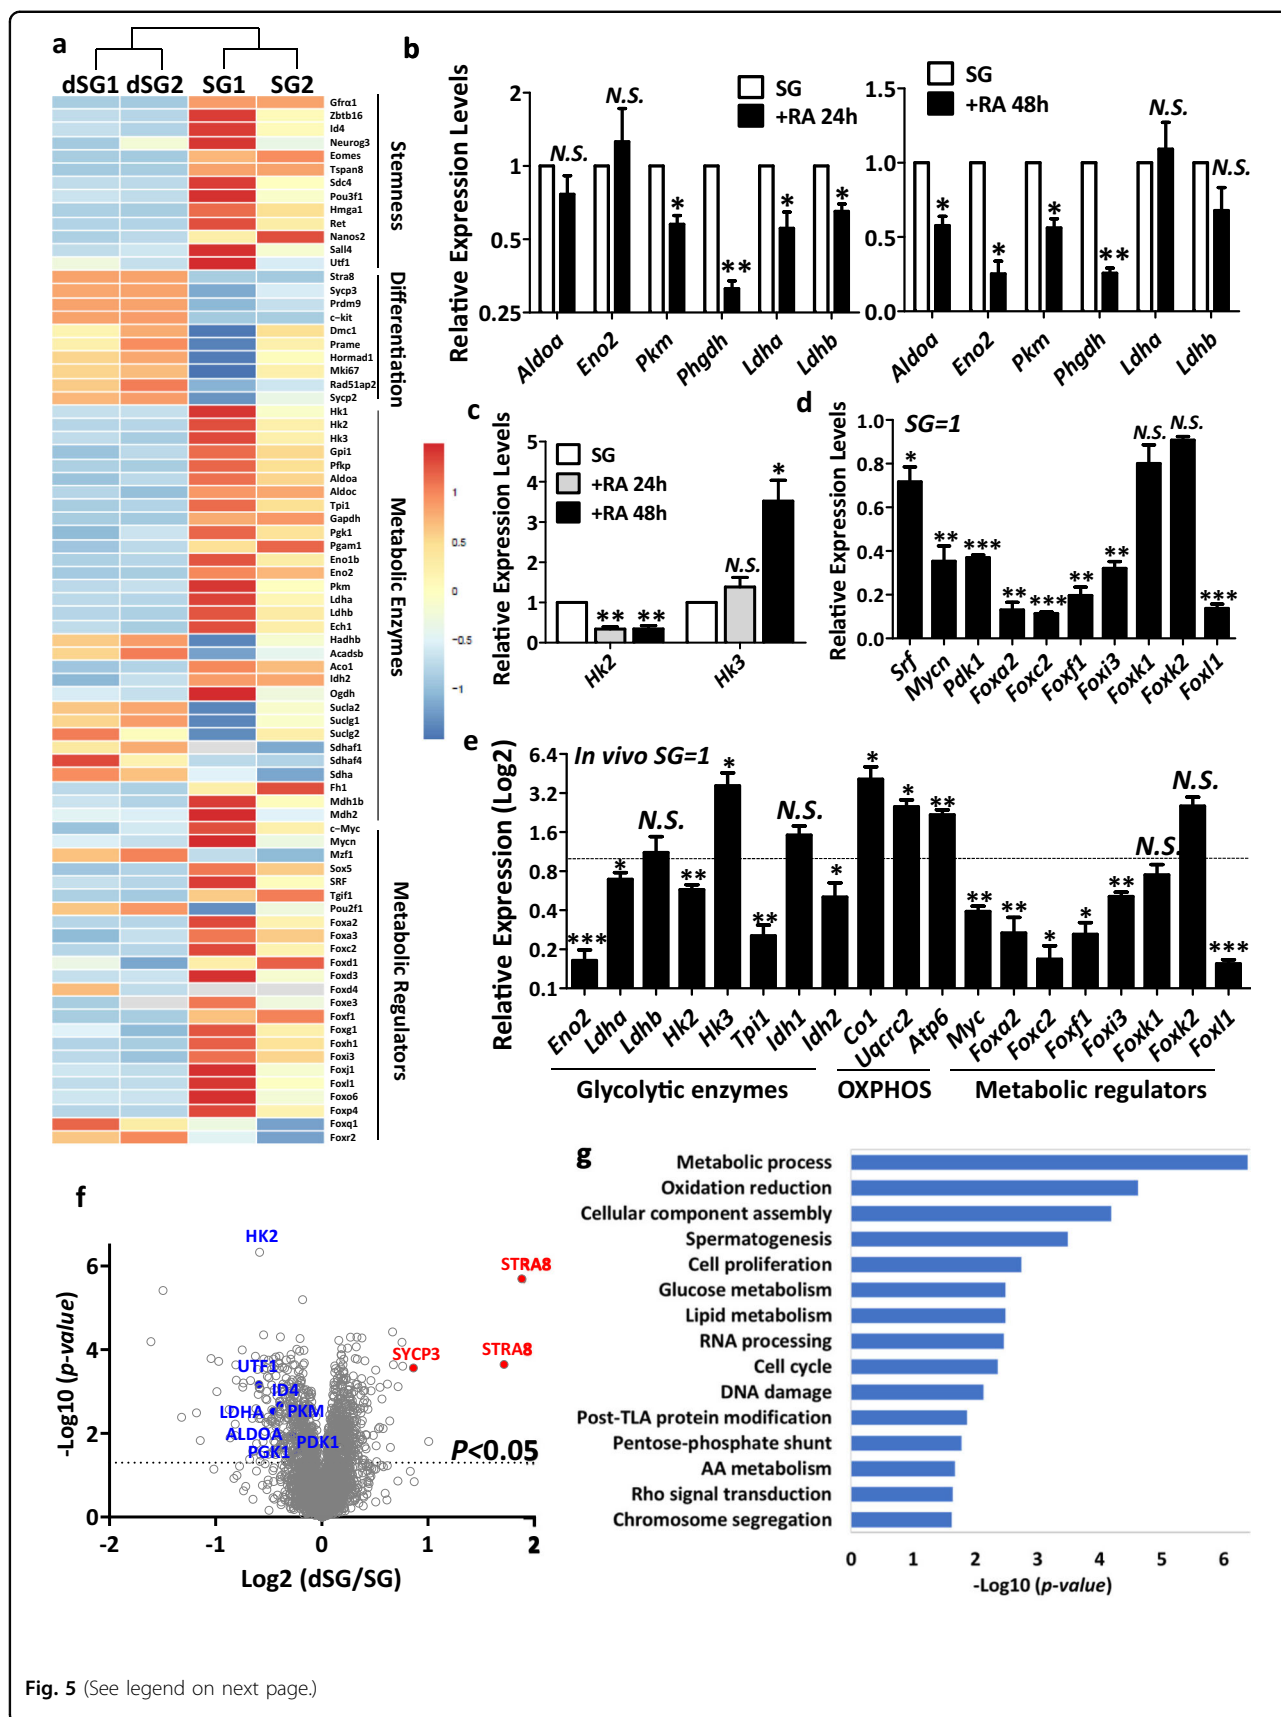 a
dSG1 dSG2 SG1 SG2
Gfrα1
Zbtb16
Id4
Neurog3
Eomes
Tspan8
Sdc4
Pou3f1
Hmga1
Ret
Nanos2
Sall4
Utf1
Stemness
Stra8
Sycp3
Prdm9
c−kit
Dmc1
Prame
Hormad1
Mki67
Rad51ap2
Sycp2
Differentiation
Hk1
Hk2
Hk3
Gpi1
Pfkp
Aldoa
Aldoc
Tpi1
Gapdh
Pgk1
Pgam1
Eno1b
Eno2
Pkm
Ldha
Ldhb
Ech1
Hadhb
Acadsb
Aco1
Idh2
Ogdh
Sucla2
Suclg1
Suclg2
Sdhaf1
Sdhaf4
Sdha
Fh1
Mdh1b
Mdh2
Metabolic Enzymes
c−Myc
Mycn
Mzf1
Sox5
SRF
Tgif1
Pou2f1
Foxa2
Foxa3
Foxc2
Foxd1
Foxd3
Foxd4
Foxe3
Foxf1
Foxg1
Foxh1
Foxi3
Foxj1
Foxl1
Foxo6
Foxp4
Foxq1
Foxr2
Metabolic Regulators
1
0.5
0
−0.5
−1
b
Relative Expression Levels
2
1
0.5
0.25
SG
+RA 24h
N.S. N.S. * ** * *
Aldoa Eno2 Pkm Phgdh Ldha Ldhb
1.5
1.0
0.5
0.0
SG
+RA 48h
* * * ** N.S. N.S.
Aldoa Eno2 Pkm Phgdh Ldha Ldhb
c
Relative Expression Levels
5
4
3
2
1
0
SG
+RA 24h
+RA 48h
** ** N.S. *
Hk2 Hk3
d
Relative Expression Levels
1.0
0.8
0.6
0.4
0.2
0.0
SG=1
* ** *** ** *** ** ** N.S. N.S. ***
Srf Mycn Pdk1 Foxa2 Foxc2 Foxf1 Foxi3 Foxk1 Foxk2 Foxl1
e
In vivo SG=1
Relative Expression (Log2)
6.4
3.2
1.6
0.8
0.4
0.2
0.1
*** * N.S. ** * ** N.S. * * * ** ** ** * * ** N.S. N.S. ***
Eno2 Ldha Ldhb Hk2 Hk3 Tpi1 Idh1 Idh2 Co1 Uqcrc2 Atp6 Myc Foxa2 Foxc2 Foxf1 Foxi3 Foxk1 Foxk2 Foxl1
Glycolytic enzymes OXPHOS Metabolic regulators
f
-Log10 (p-value)
6
4
2
0
HK2
STRA8
SYCP3
STRA8
UTF1
ID4
LDHA
PKM
ALDOA
PDK1
PGK1
P<0.05
-2 -1 0 1 2
Log2 (dSG/SG)
g
Metabolic process
Oxidation reduction
Cellular component assembly
Spermatogenesis
Cell proliferation
Glucose metabolism
Lipid metabolism
RNA processing
Cell cycle
DNA damage
Post-TLA protein modification
Pentose-phosphate shunt
AA metabolism
Rho signal transduction
Chromosome segregation
0 1 2 3 4 5 6
-Log10 (p-value)
Fig. 5 (See legend on next page.)